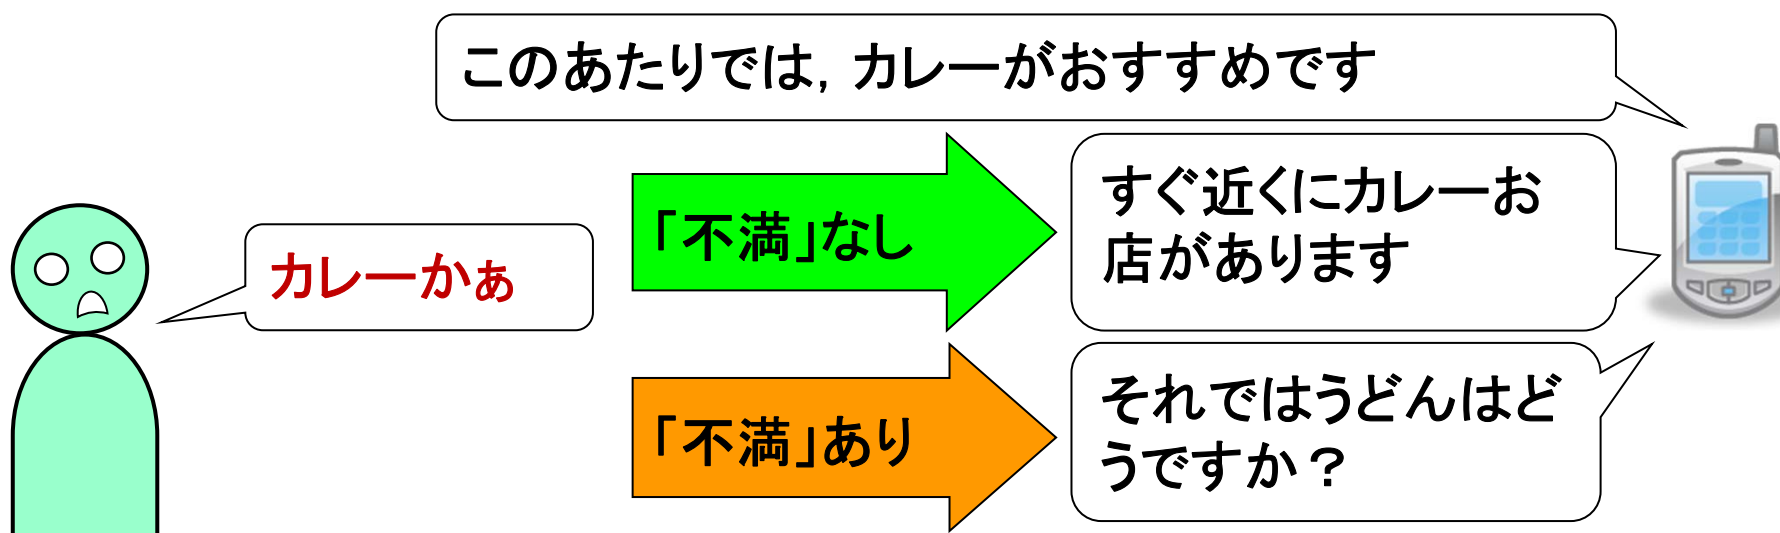 このあたりでは，カレーがおすすめです
カレーかぁ
「不満」なし
すぐ近くにカレーお
店があります
「不満」あり
それではうどんはど
うですか？